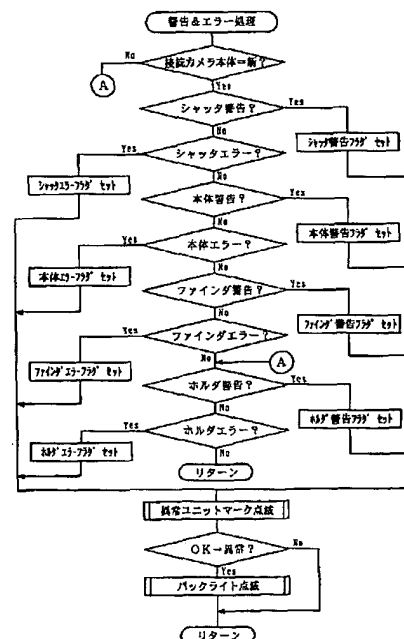 警告＆エラー処理
接続カメラ本体＝新？
No
A
Yes
シャッタ警告？
Yes
シャッタ警告フラグ セット
No
シャッタエラー？
Yes
シャッタエラーフラグ セット
No
本体警告？
Yes
本体警告フラグ セット
No
本体エラー？
Yes
本体エラーフラグ セット
No
ファインダ警告？
Yes
ファインダ警告フラグ セット
No
ファインダエラー？
Yes
ファインダエラーフラグ セット
No
A
ホルダ警告？
Yes
ホルダ警告フラグ セット
No
ホルダエラー？
Yes
ホルダエラーフラグ セット
No
リターン
異常ユニットマーク点滅
OK→異常？
No
Yes
バックライト点滅
リターン